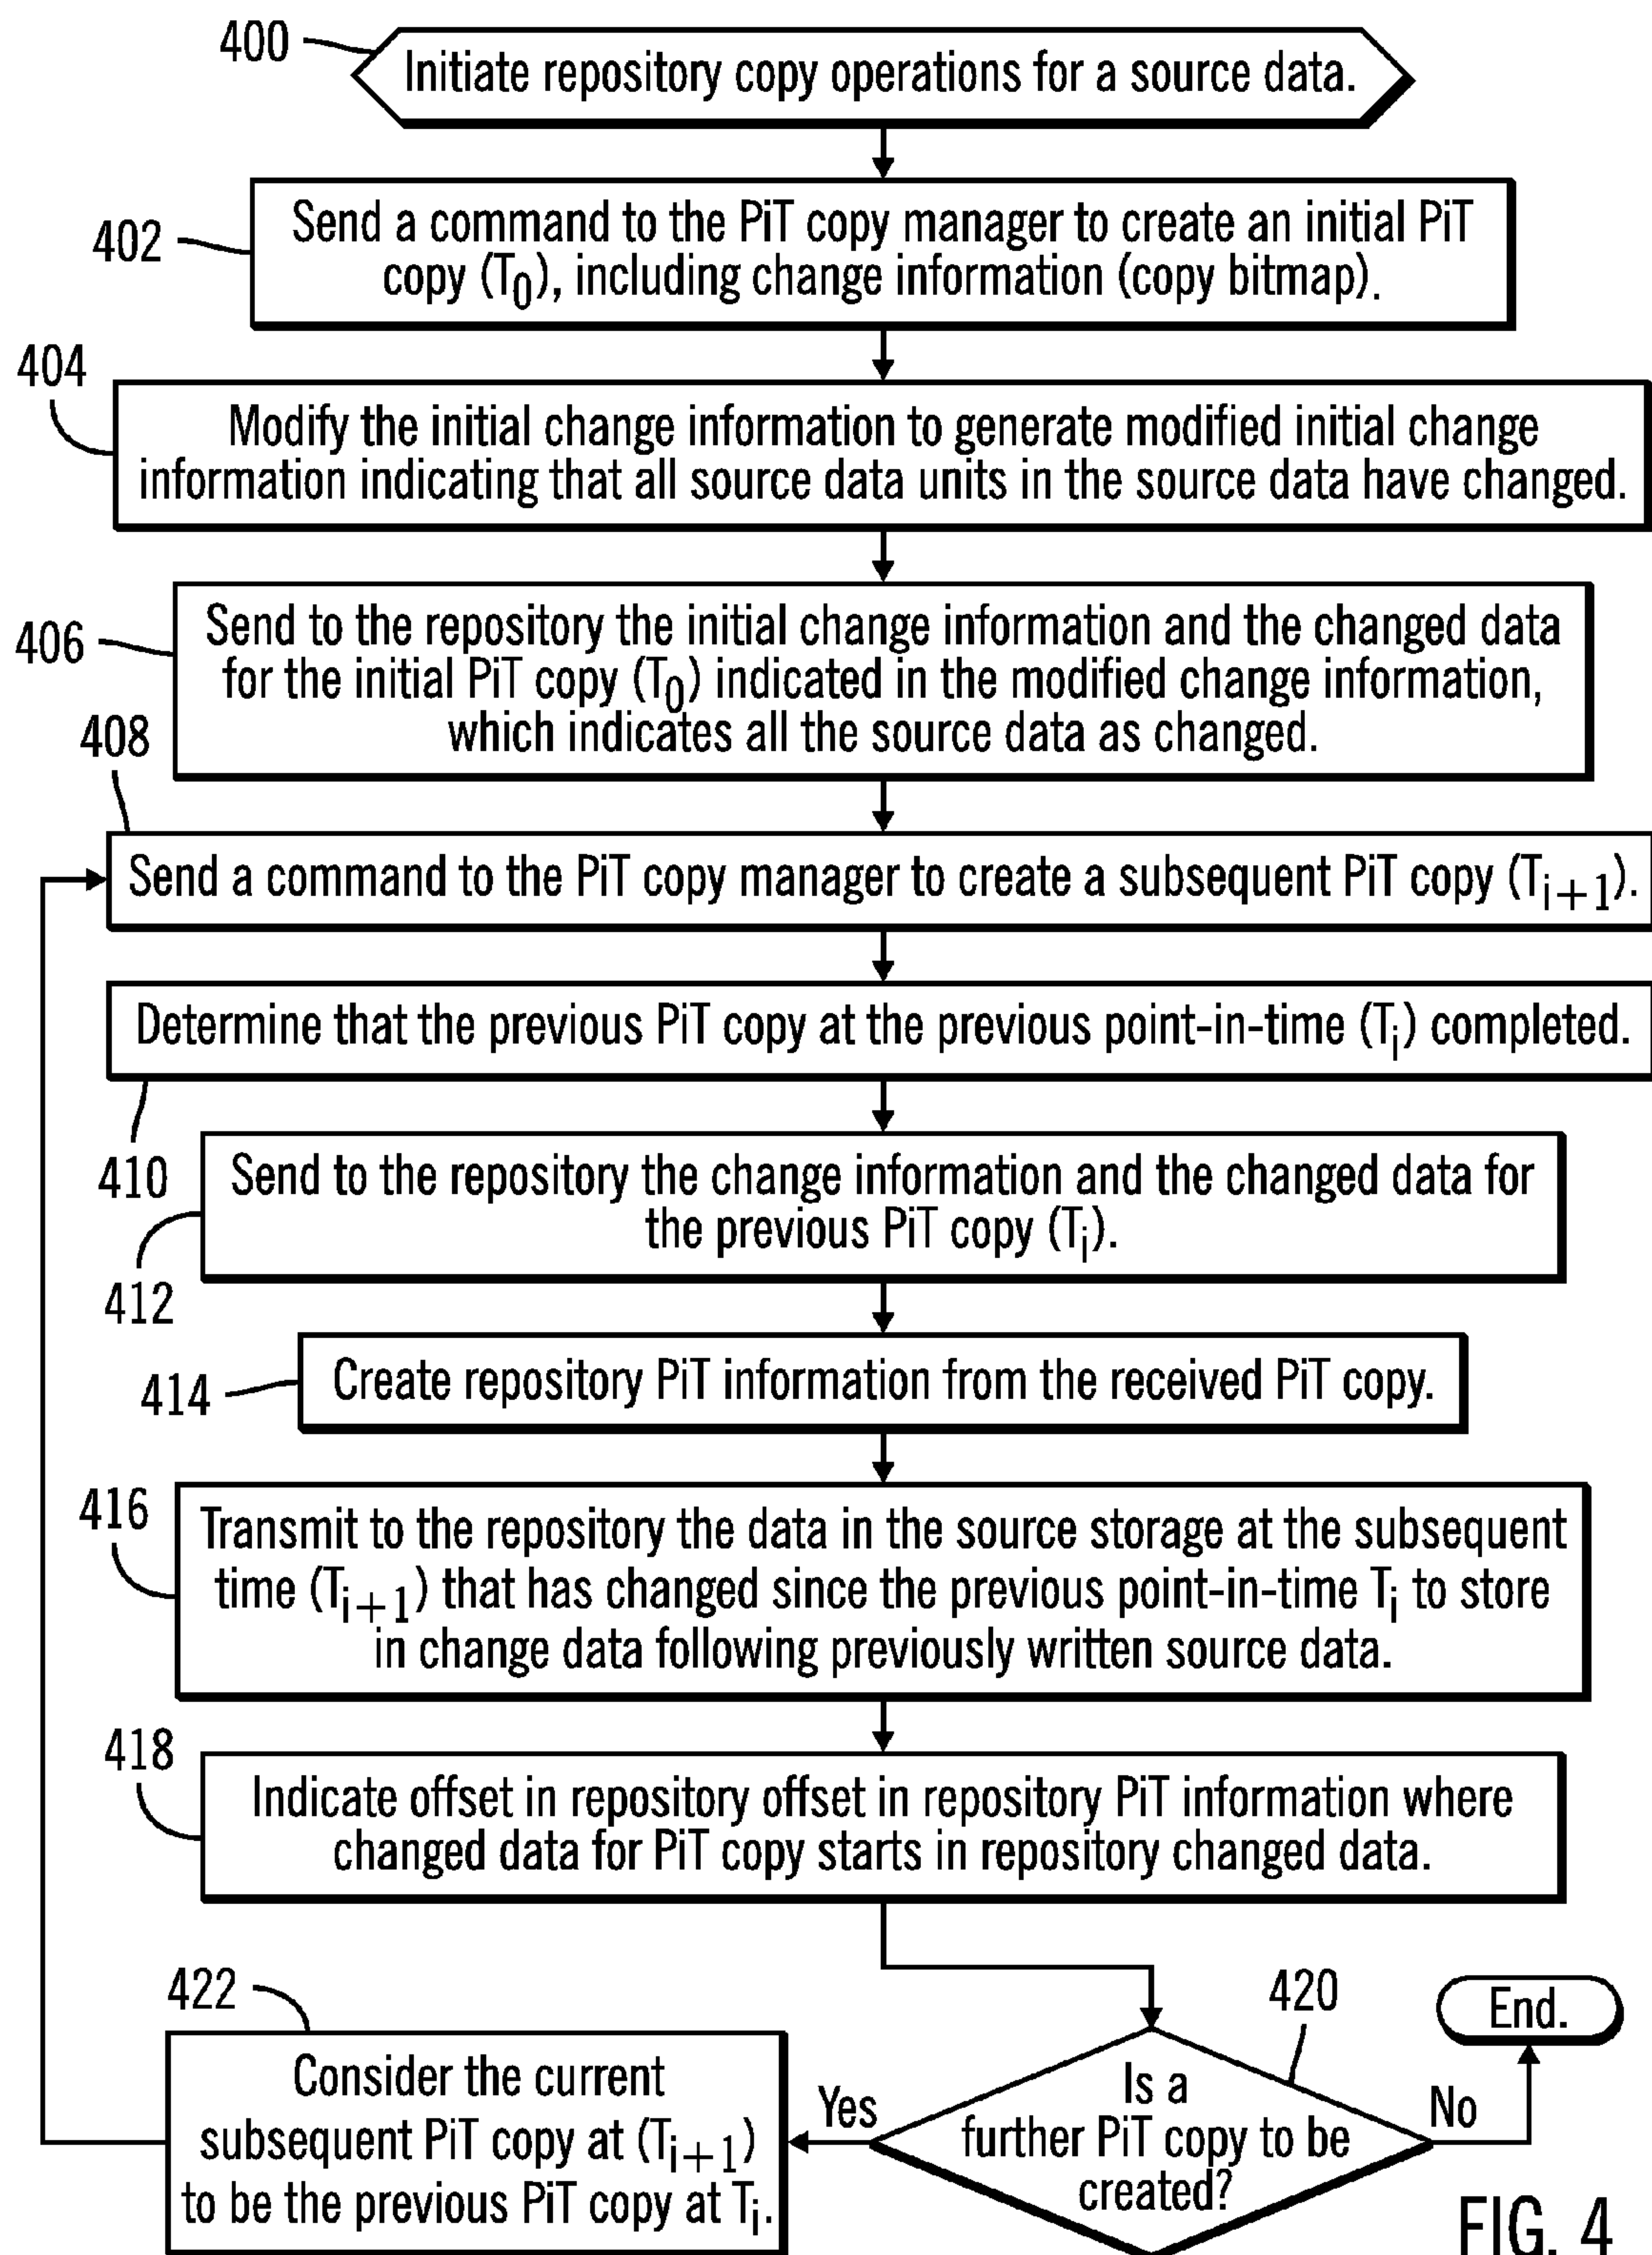 400
Initiate repository copy operations for a source data.
402
Send a command to the PiT copy manager to create an initial PiT
copy (T0), including change information (copy bitmap).
404
Modify the initial change information to generate modified initial change
information indicating that all source data units in the source data have changed.
406
Send to the repository the initial change information and the changed data
for the initial PiT copy (T0) indicated in the modified change information,
which indicates all the source data as changed.
408
Send a command to the PiT copy manager to create a subsequent PiT copy (Ti+1).
Determine that the previous PiT copy at the previous point-in-time (Ti) completed.
410
Send to the repository the change information and the changed data for
the previous PiT copy (Ti).
412
Create repository PiT information from the received PiT copy.
414
416
Transmit to the repository the data in the source storage at the subsequent
time (Ti+1) that has changed since the previous point-in-time Ti to store
in change data following previously written source data.
418
Indicate offset in repository offset in repository PiT information where
changed data for PiT copy starts in repository changed data.
420
Is a
further PiT copy to be
created?
No
End.
Yes
422
Consider the current
subsequent PiT copy at (Ti+1)
to be the previous PiT copy at Ti.
FIG. 4